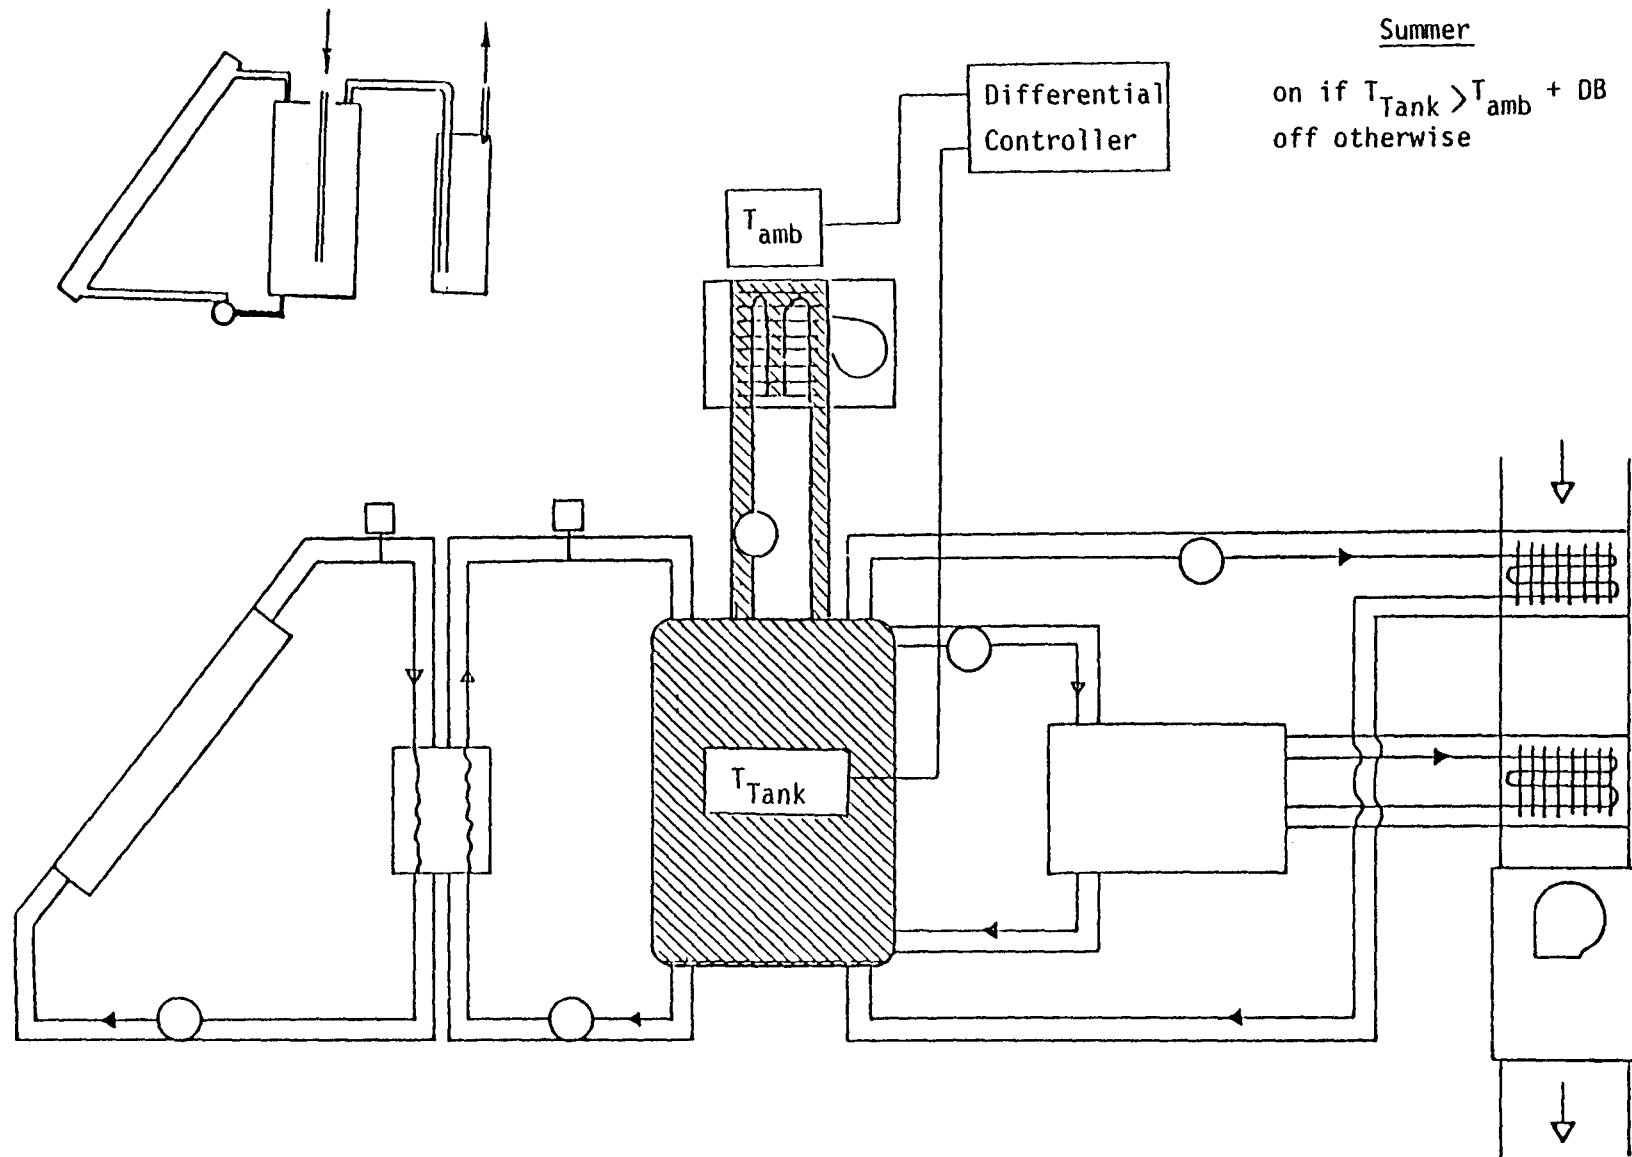 Summer
on if T_Tank > T_amb + DB
off otherwise
Differential
Controller
T_amb
T_Tank